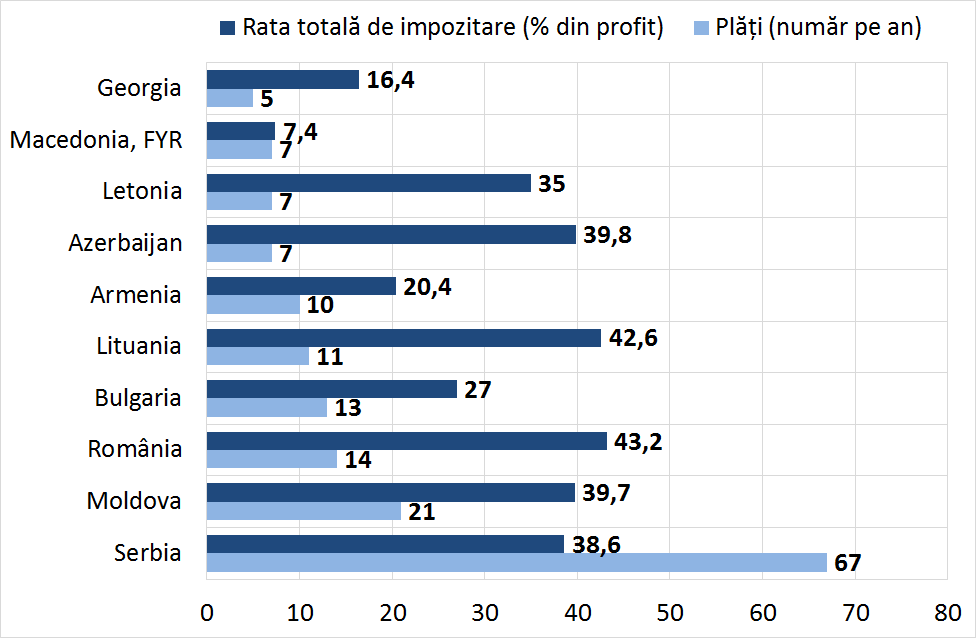 Rata totală de impozitare (% din profit) Plăți (număr pe an)
Georgia 16,4
5
Macedonia, FYR 7,4
7
Letonia 35
7
Azerbaijan 39,8
7
Armenia 20,4
10
Lituania 42,6
11
Bulgaria 27
13
România 43,2
14
Moldova 39,7
21
Serbia 38,6
67
0 10 20 30 40 50 60 70 80